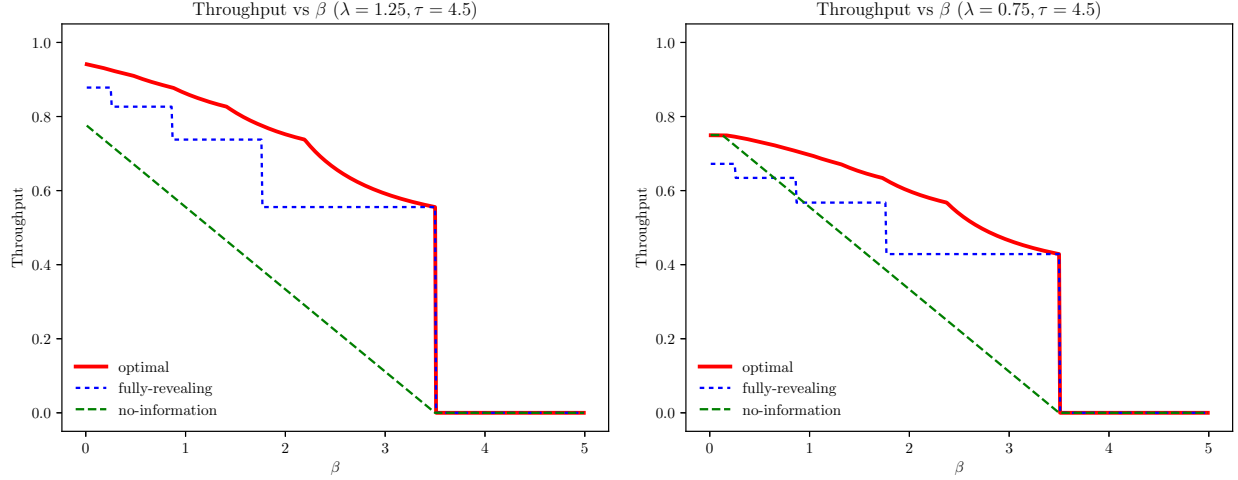 Throughput vs β (λ = 1.25, τ = 4.5)
1.0
0.8
0.6
0.4
0.2
0.0
Throughput
optimal
fully-revealing
no-information
0 1 2 3 4 5
β
Throughput vs β (λ = 0.75, τ = 4.5)
1.0
0.8
0.6
0.4
0.2
0.0
Throughput
optimal
fully-revealing
no-information
0 1 2 3 4 5
β